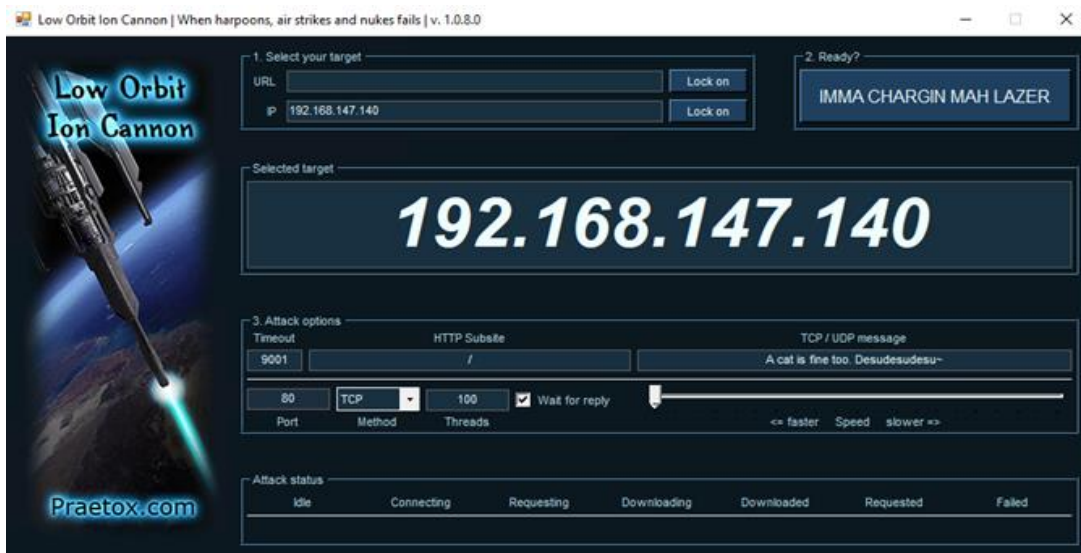 Low Orbit Ion Cannon | When harpoons, air strikes and nukes fails | v. 1.0.8.0
Low Orbit
Ion Cannon
Praetox.com
1. Select your target
URL Lock on
IP 192.168.147.140 Lock on
2. Ready?
IMMA CHARGIN MAH LAZER
Selected target
192.168.147.140
3. Attack options
Timeout HTTP Subsite TCP / UDP message
9001 / A cat is fine too. Desudesudesu~
80 TCP 100 Wait for reply
Port Method Threads <= faster Speed slower =>
Attack status
Idle Connecting Requesting Downloading Downloaded Requested Failed